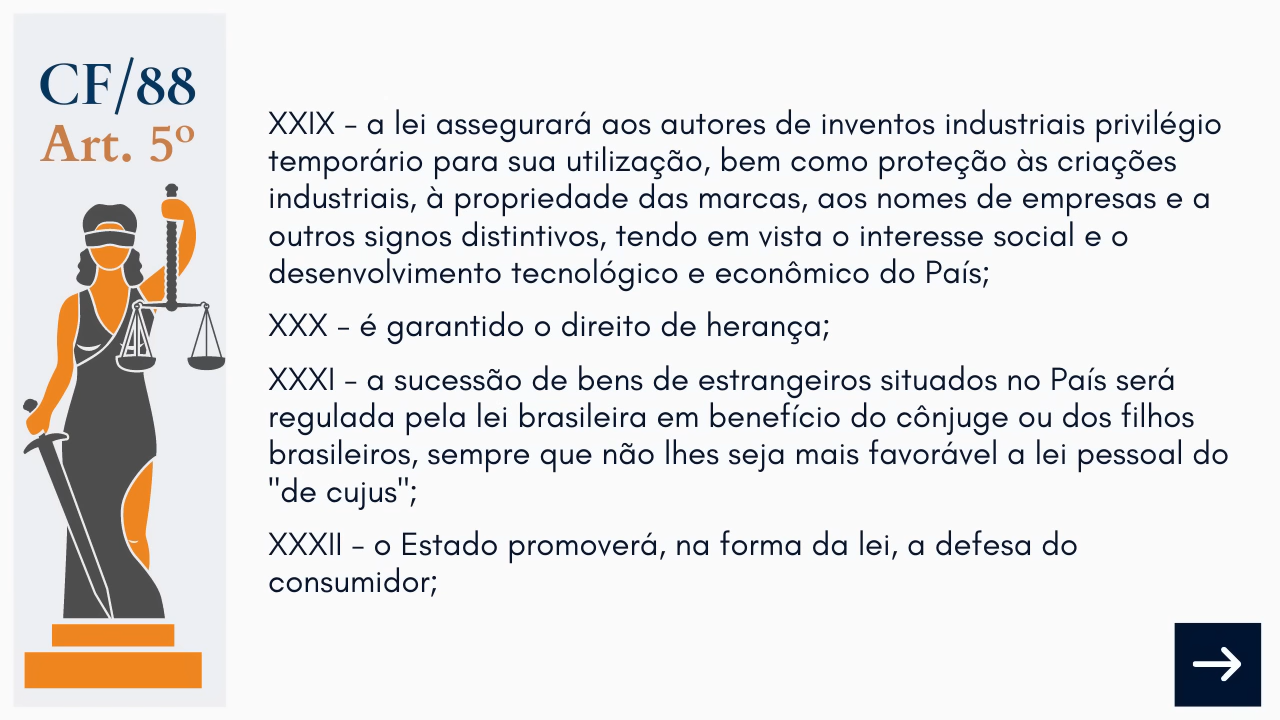 CF/88
Art. 5º
XXIX - a lei assegurará aos autores de inventos industriais privilégio
temporário para sua utilização, bem como proteção às criações
industriais, à propriedade das marcas, aos nomes de empresas e a
outros signos distintivos, tendo em vista o interesse social e o
desenvolvimento tecnológico e econômico do País;
XXX - é garantido o direito de herança;
XXXI - a sucessão de bens de estrangeiros situados no País será
regulada pela lei brasileira em benefício do cônjuge ou dos filhos
brasileiros, sempre que não lhes seja mais favorável a lei pessoal do
"de cujus";
XXXII - o Estado promoverá, na forma da lei, a defesa do
consumidor;